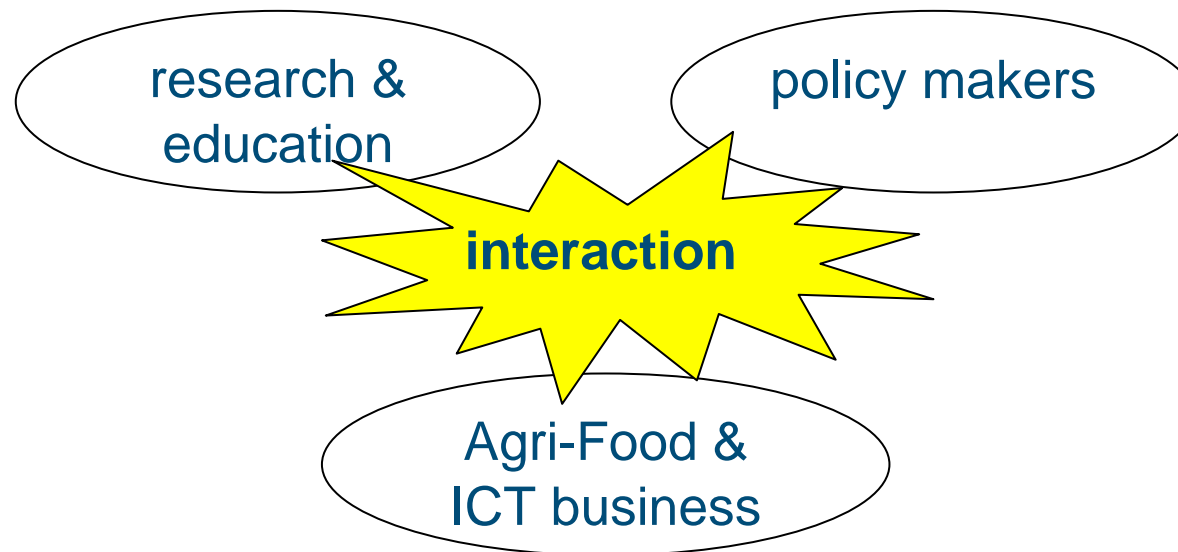 research &
education
policy makers
interaction
Agri-Food &
ICT business